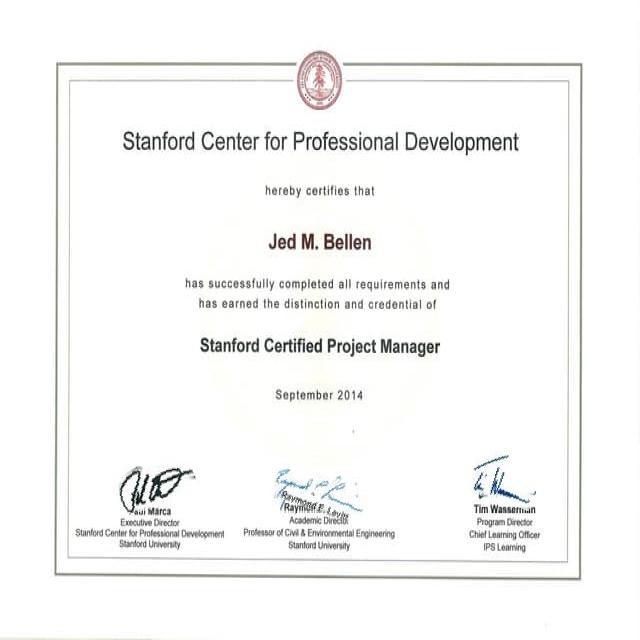 Stanford Center for Professional Development
hereby certifies that
Jed M. Bellen
has successfully completed all requirements and
has earned the distinction and credential of
Stanford Certified Project Manager
September 2014
Marca
Executive Director
Stanford Center for Professional Development
Stanford University
Raymond E. Levitt
Academic Director
Professor of Civil & Environmental Engineering
Stanford University
Tim Wasserman
Program Director
Chief Learning Officer
IPS Learning